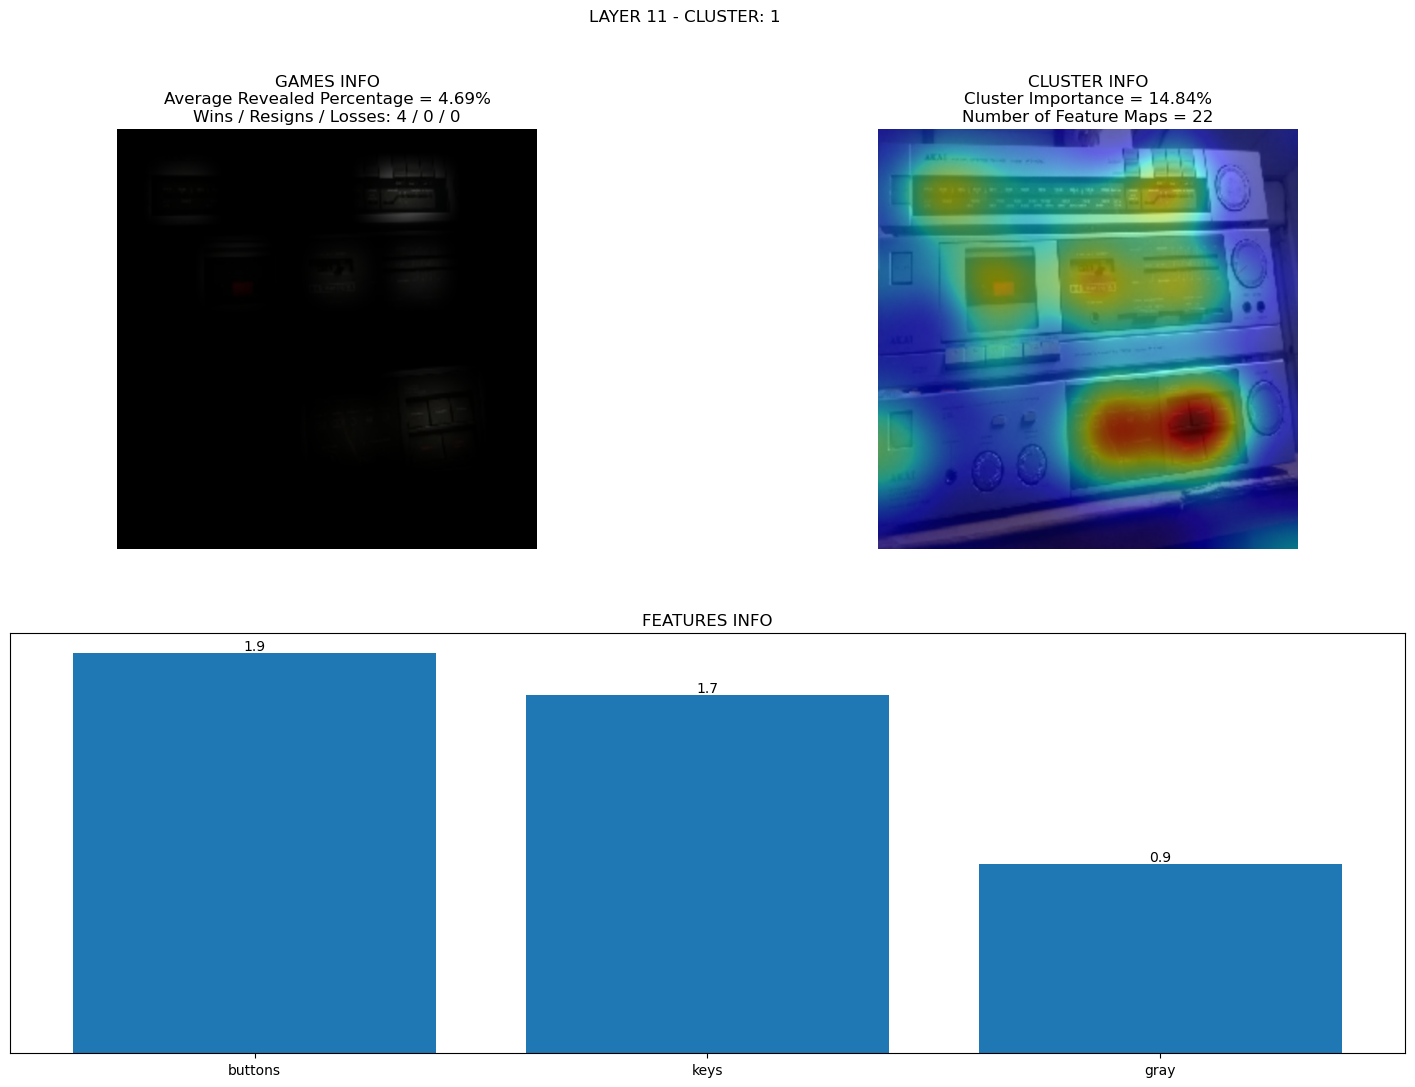 LAYER 11 - CLUSTER: 1
GAMES INFO
Average Revealed Percentage = 4.69%
Wins / Resigns / Losses: 4 / 0 / 0
CLUSTER INFO
Cluster Importance = 14.84%
Number of Feature Maps = 22
AKAI
FEATURES INFO
1.9
1.7
0.9
buttons
keys
gray